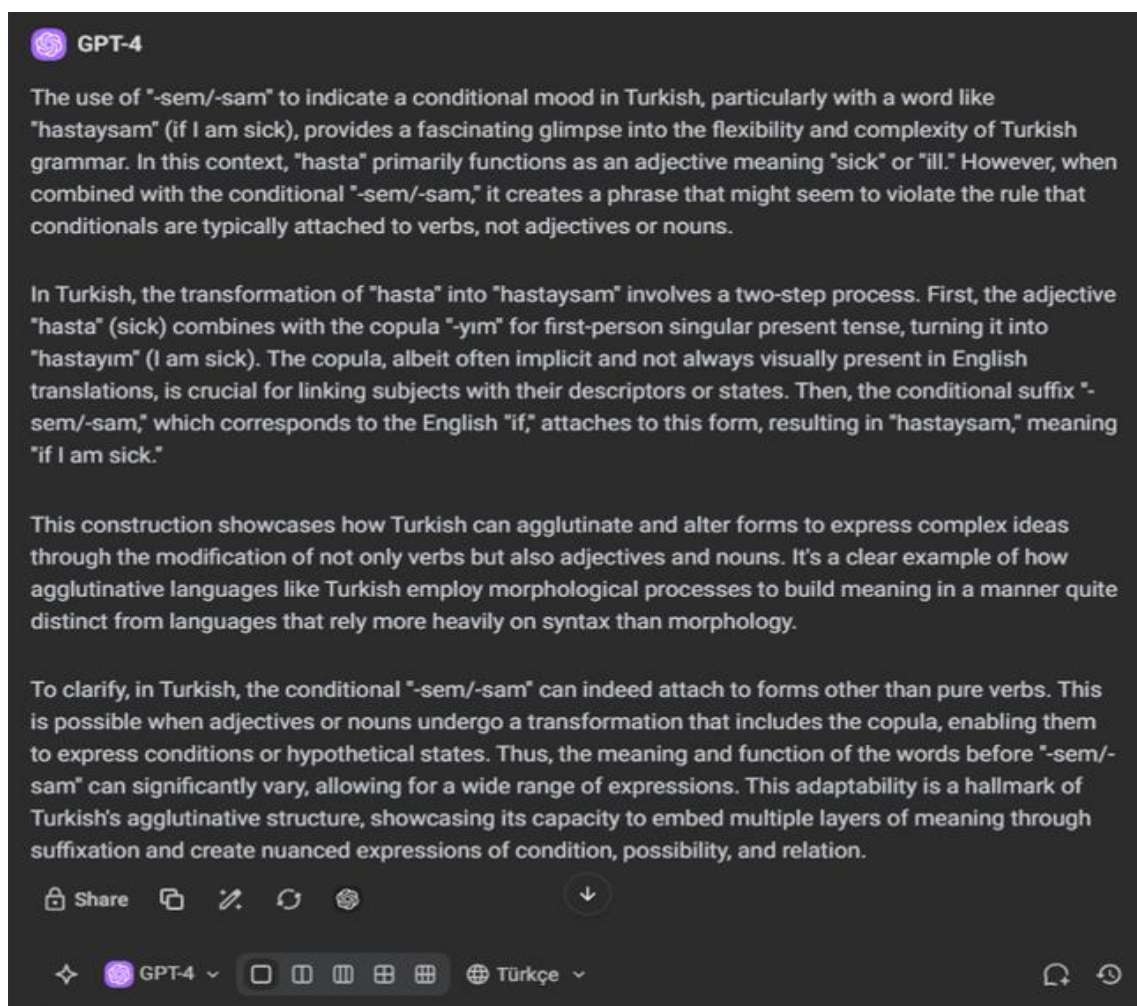 GPT-4
The use of "-sem/-sam" to indicate a conditional mood in Turkish, particularly with a word like
"hastaysam" (if I am sick), provides a fascinating glimpse into the flexibility and complexity of Turkish
grammar. In this context, "hasta" primarily functions as an adjective meaning "sick" or "ill." However, when
combined with the conditional "-sem/-sam," it creates a phrase that might seem to violate the rule that
conditionals are typically attached to verbs, not adjectives or nouns.
In Turkish, the transformation of "hasta" into "hastaysam" involves a two-step process. First, the adjective
"hasta" (sick) combines with the copula "-yım" for first-person singular present tense, turning it into
"hastayım" (I am sick). The copula, albeit often implicit and not always visually present in English
translations, is crucial for linking subjects with their descriptors or states. Then, the conditional suffix "-
sem/-sam," which corresponds to the English "if," attaches to this form, resulting in "hastaysam," meaning
"if I am sick."
This construction showcases how Turkish can agglutinate and alter forms to express complex ideas
through the modification of not only verbs but also adjectives and nouns. It's a clear example of how
agglutinative languages like Turkish employ morphological processes to build meaning in a manner quite
distinct from languages that rely more heavily on syntax than morphology.
To clarify, in Turkish, the conditional "-sem/-sam" can indeed attach to forms other than pure verbs. This
is possible when adjectives or nouns undergo a transformation that includes the copula, enabling them
to express conditions or hypothetical states. Thus, the meaning and function of the words before "-sem/-
sam" can significantly vary, allowing for a wide range of expressions. This adaptability is a hallmark of
Turkish's agglutinative structure, showcasing its capacity to embed multiple layers of meaning through
suffixation and create nuanced expressions of condition, possibility, and relation.
Share
GPT-4 Türkçe